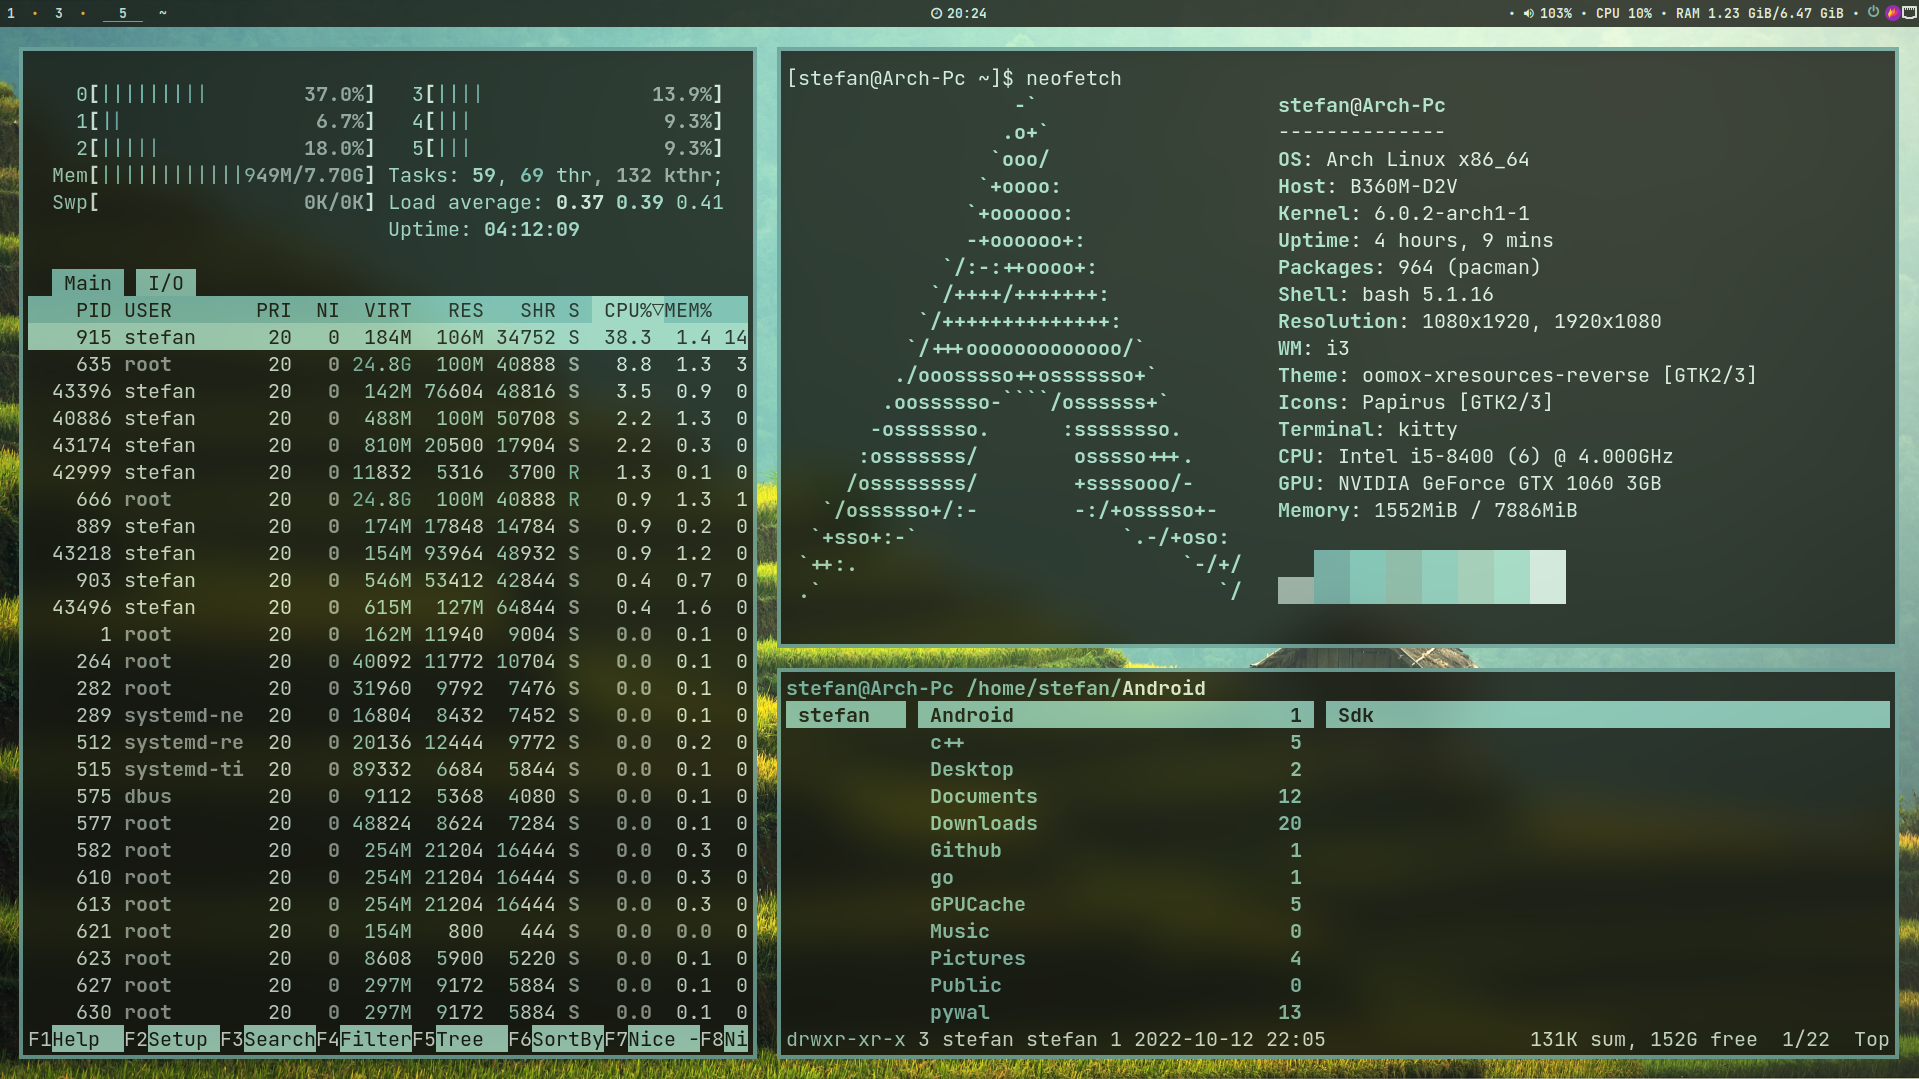 1 • 3 • 5 ~
20:24
• 103% • CPU 10% • RAM 1.23 GiB/6.47 GiB •
0[||||||||| 37.0%] 3[|||| 13.9%]
1[|| 6.7%] 4[||| 9.3%]
2[||||| 18.0%] 5[||| 9.3%]
Mem[||||||||||||949M/7.70G] Tasks: 59, 69 thr, 132 kthr;
Swp[ 0K/0K] Load average: 0.37 0.39 0.41
Uptime: 04:12:09
Main I/O
PID USER PRI NI VIRT RES SHR S CPU%▽MEM%
915 stefan 20 0 184M 106M 34752 S 38.3 1.4 14
635 root 20 0 24.8G 100M 40888 S 8.8 1.3 3
43396 stefan 20 0 142M 76604 48816 S 3.5 0.9 0
40886 stefan 20 0 488M 100M 50708 S 2.2 1.3 0
43174 stefan 20 0 810M 20500 17904 S 2.2 0.3 0
42999 stefan 20 0 11832 5316 3700 R 1.3 0.1 0
666 root 20 0 24.8G 100M 40888 R 0.9 1.3 1
889 stefan 20 0 174M 17848 14784 S 0.9 0.2 0
43218 stefan 20 0 154M 93964 48932 S 0.9 1.2 0
903 stefan 20 0 546M 53412 42844 S 0.4 0.7 0
43496 stefan 20 0 615M 127M 64844 S 0.4 1.6 0
1 root 20 0 162M 11940 9004 S 0.0 0.1 0
264 root 20 0 40092 11772 10704 S 0.0 0.1 0
282 root 20 0 31960 9792 7476 S 0.0 0.1 0
289 systemd-ne 20 0 16804 8432 7452 S 0.0 0.1 0
512 systemd-re 20 0 20136 12444 9772 S 0.0 0.2 0
515 systemd-ti 20 0 89332 6684 5844 S 0.0 0.1 0
575 dbus 20 0 9112 5368 4080 S 0.0 0.1 0
577 root 20 0 48824 8624 7284 S 0.0 0.1 0
582 root 20 0 254M 21204 16444 S 0.0 0.3 0
610 root 20 0 254M 21204 16444 S 0.0 0.3 0
613 root 20 0 254M 21204 16444 S 0.0 0.3 0
621 root 20 0 154M 800 444 S 0.0 0.0 0
623 root 20 0 8608 5900 5220 S 0.0 0.1 0
627 root 20 0 297M 9172 5884 S 0.0 0.1 0
630 root 20 0 297M 9172 5884 S 0.0 0.1 0
F1Help F2Setup F3SearchF4FilterF5Tree F6SortByF7Nice -F8Ni
[stefan@Arch-Pc ~]$ neofetch
-`
.o+`
`ooo/
`+oooo:
`+oooooo:
-+oooooo+:
`/:-:++oooo+:
`/++++/+++++++:
`/++++++++++++++:
`/+++ooooooooooooo/`
./ooosssso++osssssso+`
.oossssso-````/ossssss+`
-osssssso. :ssssssso.
:osssssss/ osssso+++.
/ossssssss/ +ssssooo/-
`/ossssso+/:- -:/+osssso+-
`+sso+:-` `.-/+oso:
`++:. `-/+/
.` `/
stefan@Arch-Pc
--------------
OS: Arch Linux x86_64
Host: B360M-D2V
Kernel: 6.0.2-arch1-1
Uptime: 4 hours, 9 mins
Packages: 964 (pacman)
Shell: bash 5.1.16
Resolution: 1080x1920, 1920x1080
WM: i3
Theme: oomox-xresources-reverse [GTK2/3]
Icons: Papirus [GTK2/3]
Terminal: kitty
CPU: Intel i5-8400 (6) @ 4.000GHz
GPU: NVIDIA GeForce GTX 1060 3GB
Memory: 1552MiB / 7886MiB
stefan@Arch-Pc /home/stefan/Android
stefan Android 1 Sdk
c++ 5
Desktop 2
Documents 12
Downloads 20
Github 1
go 1
GPUCache 5
Music 0
Pictures 4
Public 0
pywal 13
drwxr-xr-x 3 stefan stefan 1 2022-10-12 22:05 131K sum, 152G free 1/22 Top